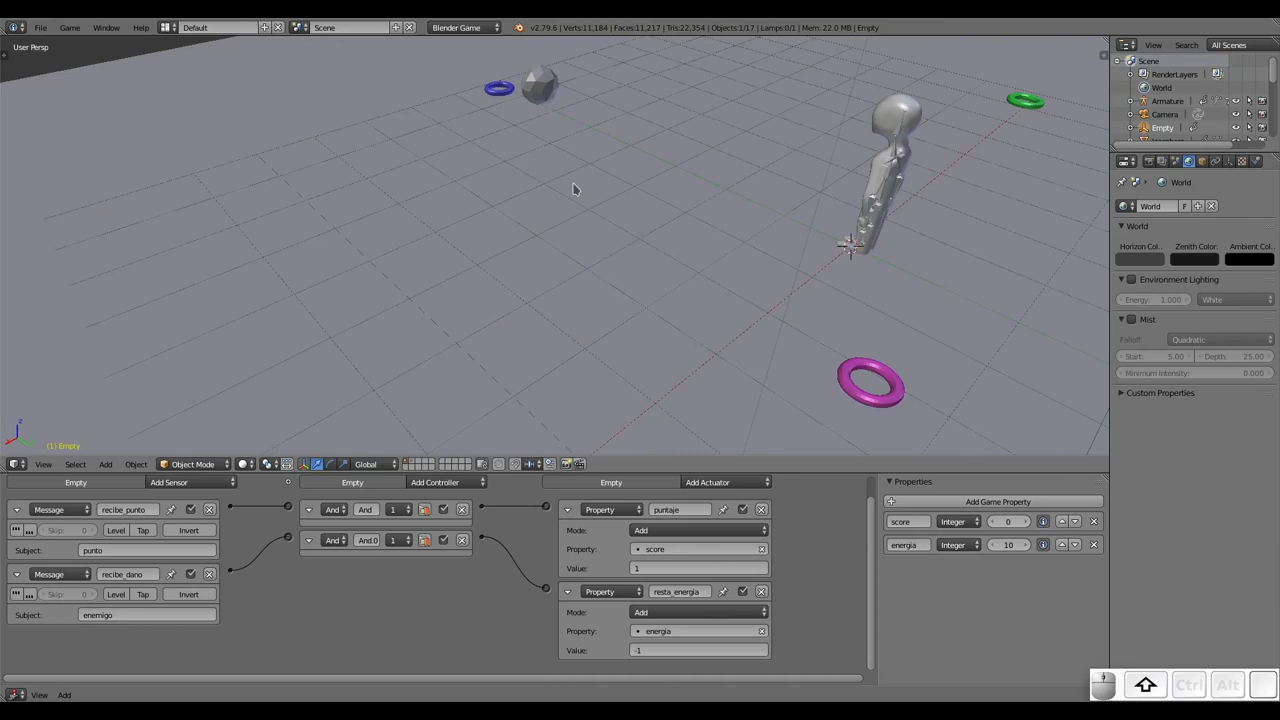 File Game Window Help Default Scene Blender Game v2.79.6 | Verts:11,184 | Faces:11,217 | Tris:22,354 | Objects:1/17 | Lamps:0/1 | Mem: 22.0 MB | Empty
User Persp
View Search All Scenes
Scene
RenderLayers
World
Armature
Camera
Empty
World
World F
World
Horizon Col.. Zenith Color: Ambient Col..
Environment Lighting
Energy: 1.000 White
Mist
Falloff: Quadratic
Start: 5.00 Depth: 25.00
Minimum Intensity: 0.000
Custom Properties
z
(1) Empty
View Select Add Object Object Mode Global
Empty Add Sensor Empty Add Controller Empty Add Actuator
Message recibe_punto
Skip: 0 Level Tap Invert
Subject: punto
Message recibe_dano
Skip: 0 Level Tap Invert
Subject: enemigo
And And 1
And And.0 1
Property puntaje
Mode: Add
Property: score
Value: 1
Property resta_energia
Mode: Add
Property: energia
Value: -1
Properties
Add Game Property
score Integer 0
energia Integer 10
View Add
Ctrl Alt